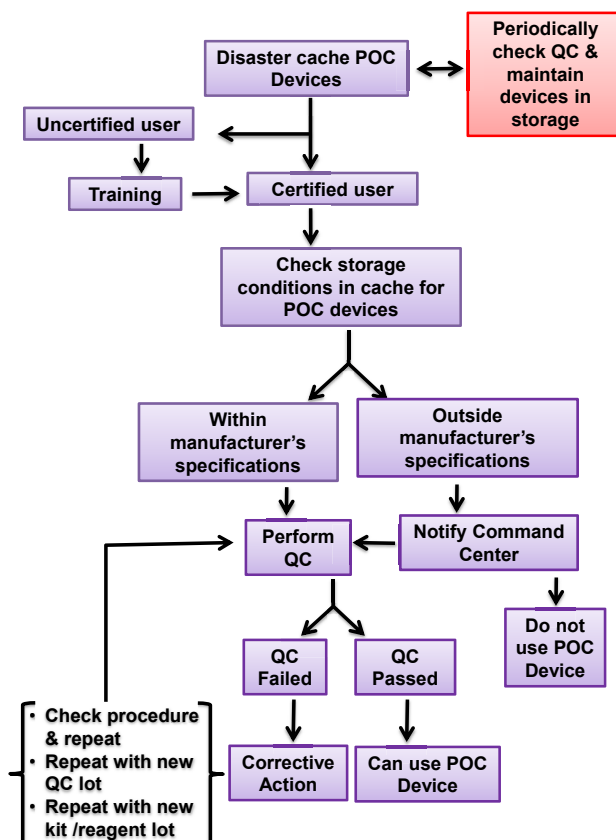 Disaster cache POC
Devices
Periodically
check QC &
maintain
devices in
storage
Uncertified user
Training
Certified user
Check storage
conditions in cache for
POC devices
Within
manufacturer's
specifications
Outside
manufacturer's
specifications
Perform
QC
Notify Command
Center
Do not
use POC
Device
QC
Failed
QC
Passed
• Check procedure
& repeat
• Repeat with new
QC lot
• Repeat with new
kit /reagent lot
Corrective
Action
Can use POC
Device